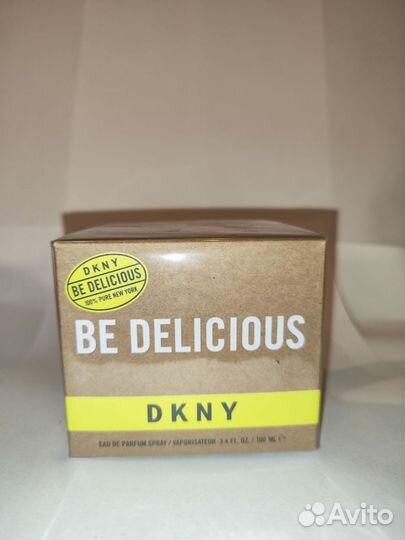 DKNY
BE DELICIOUS
100% PURE NEW YORK
BE DELICIOUS
DKNY
EAU DE PARFUM SPRAY / VAPORISATEUR 3.4 FL. OZ. / 100 ML ℮
Avito